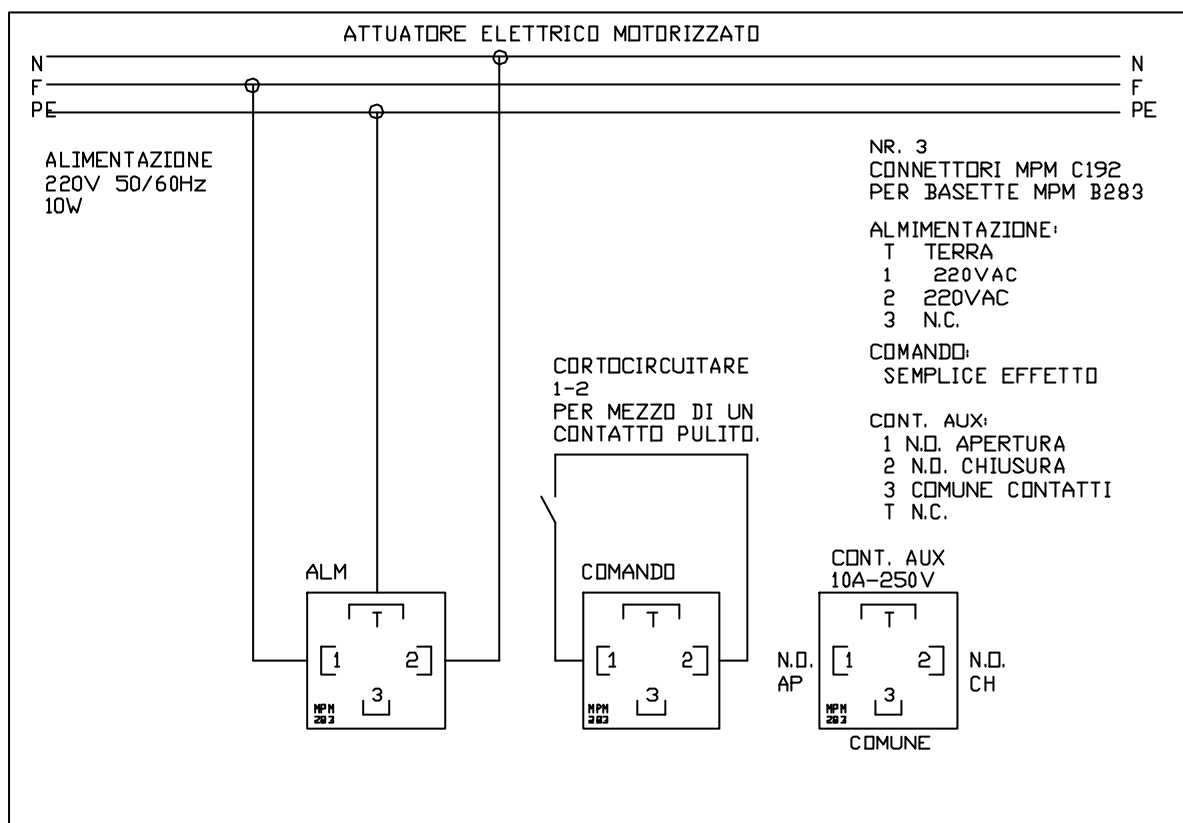 ATTUATORE ELETTRICO MOTORIZZATO
N
F
PE
N
F
PE
ALIMENTAZIONE
220V 50/60Hz
10W
NR. 3
CONNETTORI MPM C192
PER BASETTE MPM B283
ALMIMENTAZIONE:
T TERRA
1 220VAC
2 220VAC
3 N.C.
COMANDO:
SEMPLICE EFFETTO
CONT. AUX:
1 N.O. APERTURA
2 N.O. CHIUSURA
3 COMUNE CONTATTI
T N.C.
CORTOCIRCUITARE
1-2
PER MEZZO DI UN
CONTATTO PULITO.
ALM
T
1 2
3
MPM
283
COMANDO
T
1 2
3
MPM
283
CONT. AUX
10A-250V
T
N.O.
AP
1 2
N.O.
CH
3
MPM
283
COMUNE